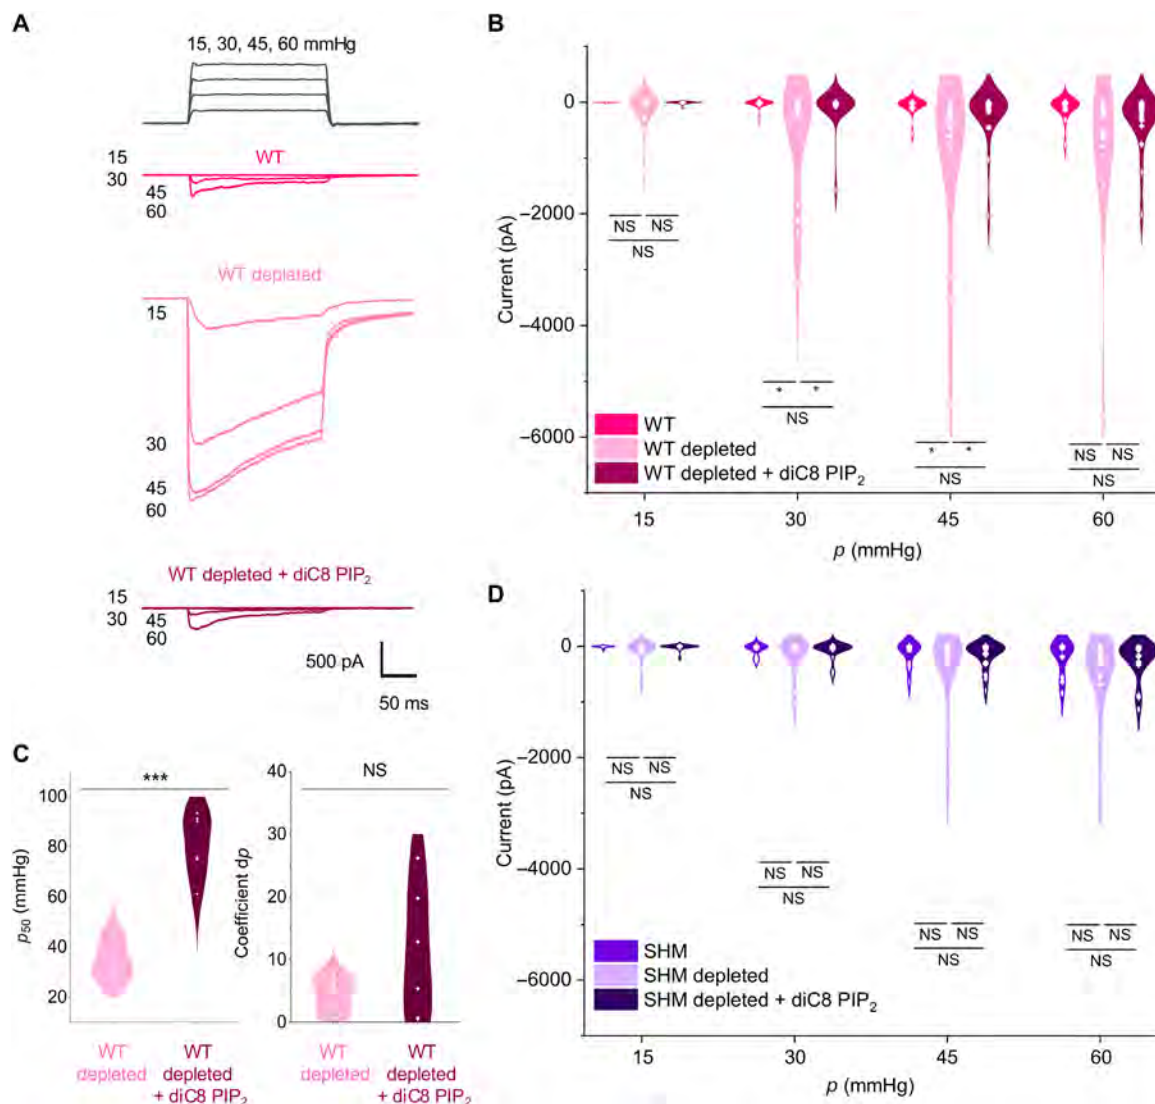 A
15, 30, 45, 60 mmHg
WT
15
30
45
60
WT depleted
15
30
45
60
WT depleted + diC8 PIP₂
15
30
45
60
500 pA
50 ms
B
Current (pA)
0
−2000
−4000
−6000
NS NS
NS
* *
NS
* *
NS
NS NS
NS
WT
WT depleted
WT depleted + diC8 PIP₂
15 30 45 60
p (mmHg)
C
***
p₅₀ (mmHg)
100
80
60
40
20
WT
depleted
WT
depleted
+ diC8 PIP₂
NS
Coefficient dp
40
30
20
10
0
WT
depleted
WT
depleted
+ diC8 PIP₂
D
Current (pA)
0
−2000
−4000
−6000
NS NS
NS
NS NS
NS
NS NS
NS
NS NS
NS
SHM
SHM depleted
SHM depleted + diC8 PIP₂
15 30 45 60
p (mmHg)